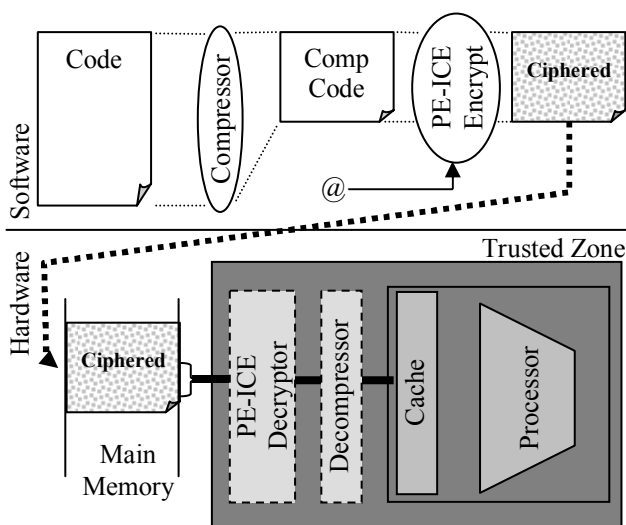 Code
Compressor
Comp
Code
PE-ICE
Encrypt
Ciphered
@
Software
Hardware
Trusted Zone
Ciphered
Main
Memory
PE-ICE
Decryptor
Decompressor
Cache
Processor